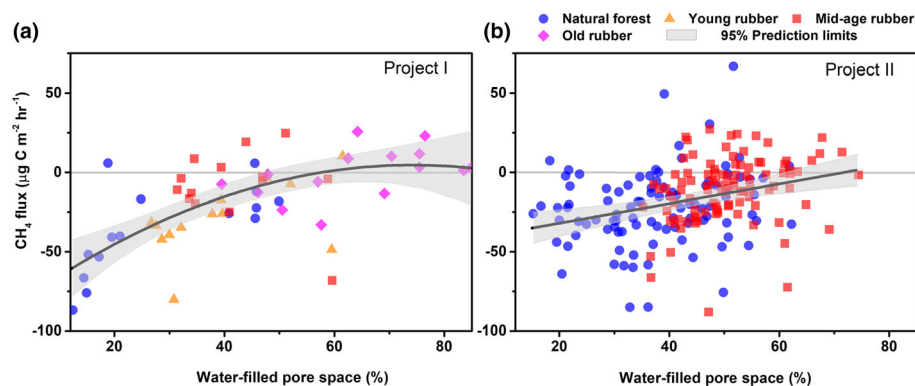 Natural forest Young rubber Mid-age rubber
Old rubber 95% Prediction limits
(a)
Project I
CH₄ flux (µg C m⁻² hr⁻¹)
50
0
-50
-100
20 40 60 80
Water-filled pore space (%)
(b)
Project II
50
0
-50
-100
20 40 60 80
Water-filled pore space (%)